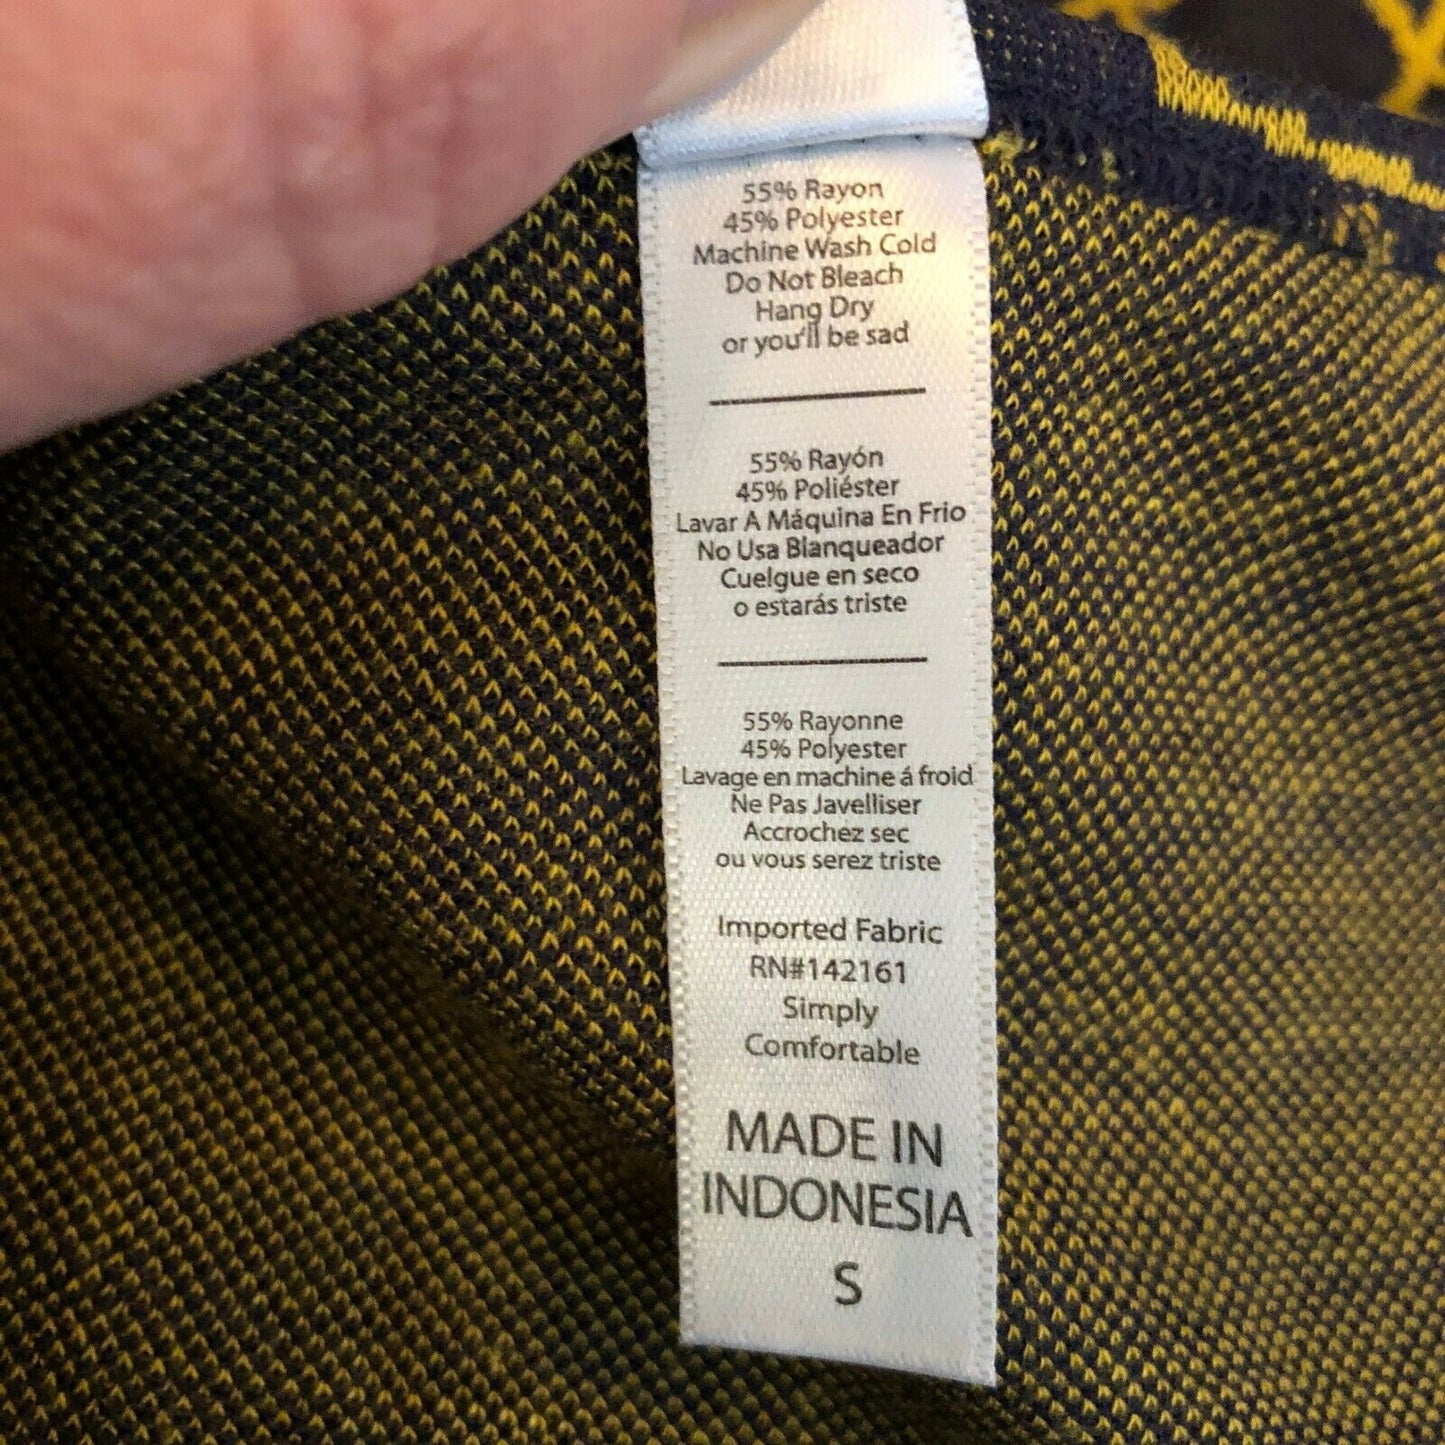 55% Rayon
45% Polyester
Machine Wash Cold
Do Not Bleach
Hang Dry
or you'll be sad
55% Rayón
45% Poliéster
Lavar A Máquina En Frio
No Usa Blanqueador
Cuelgue en seco
o estarás triste
55% Rayonne
45% Polyester
Lavage en machine á froid
Ne Pas Javelliser
Accrochez sec
ou vous serez triste
Imported Fabric
RN#142161
Simply
Comfortable
MADE IN
INDONESIA
S